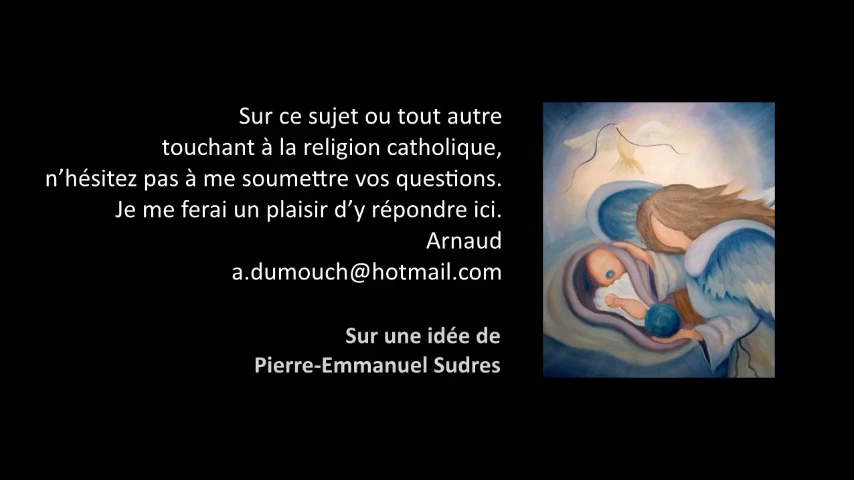 Sur ce sujet ou tout autre
touchant à la religion catholique,
n’hésitez pas à me soumettre vos questions.
Je me ferai un plaisir d’y répondre ici.
Arnaud
a.dumouch@hotmail.com
Sur une idée de
Pierre-Emmanuel Sudres